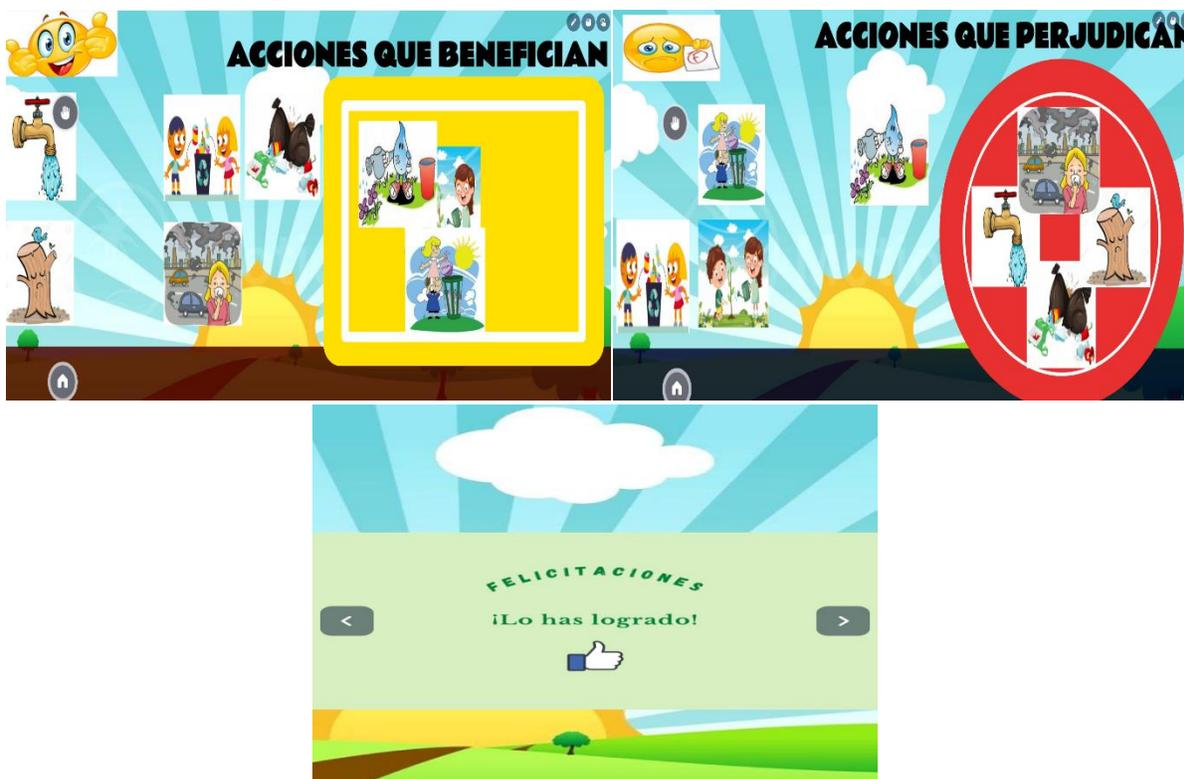 ACCIONES QUE BENEFICIAN
ACCIONES QUE PERJUDICAN
FELICITACIONES
¡Lo has logrado!
< >